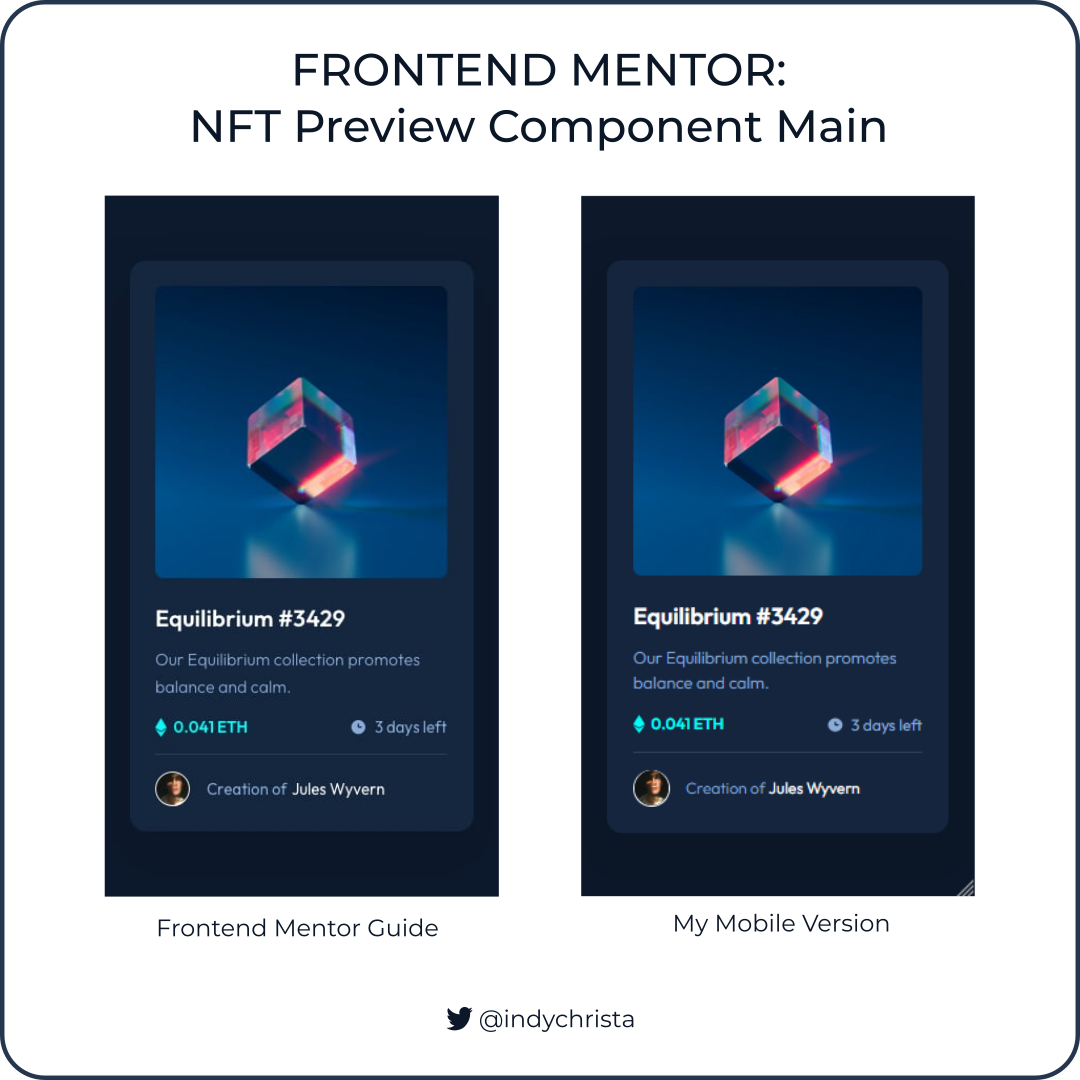 FRONTEND MENTOR:
NFT Preview Component Main
Equilibrium #3429
Our Equilibrium collection promotes
balance and calm.
0.041 ETH
3 days left
Creation of Jules Wyvern
Frontend Mentor Guide
Equilibrium #3429
Our Equilibrium collection promotes
balance and calm.
0.041 ETH
3 days left
Creation of Jules Wyvern
My Mobile Version
@indychrista